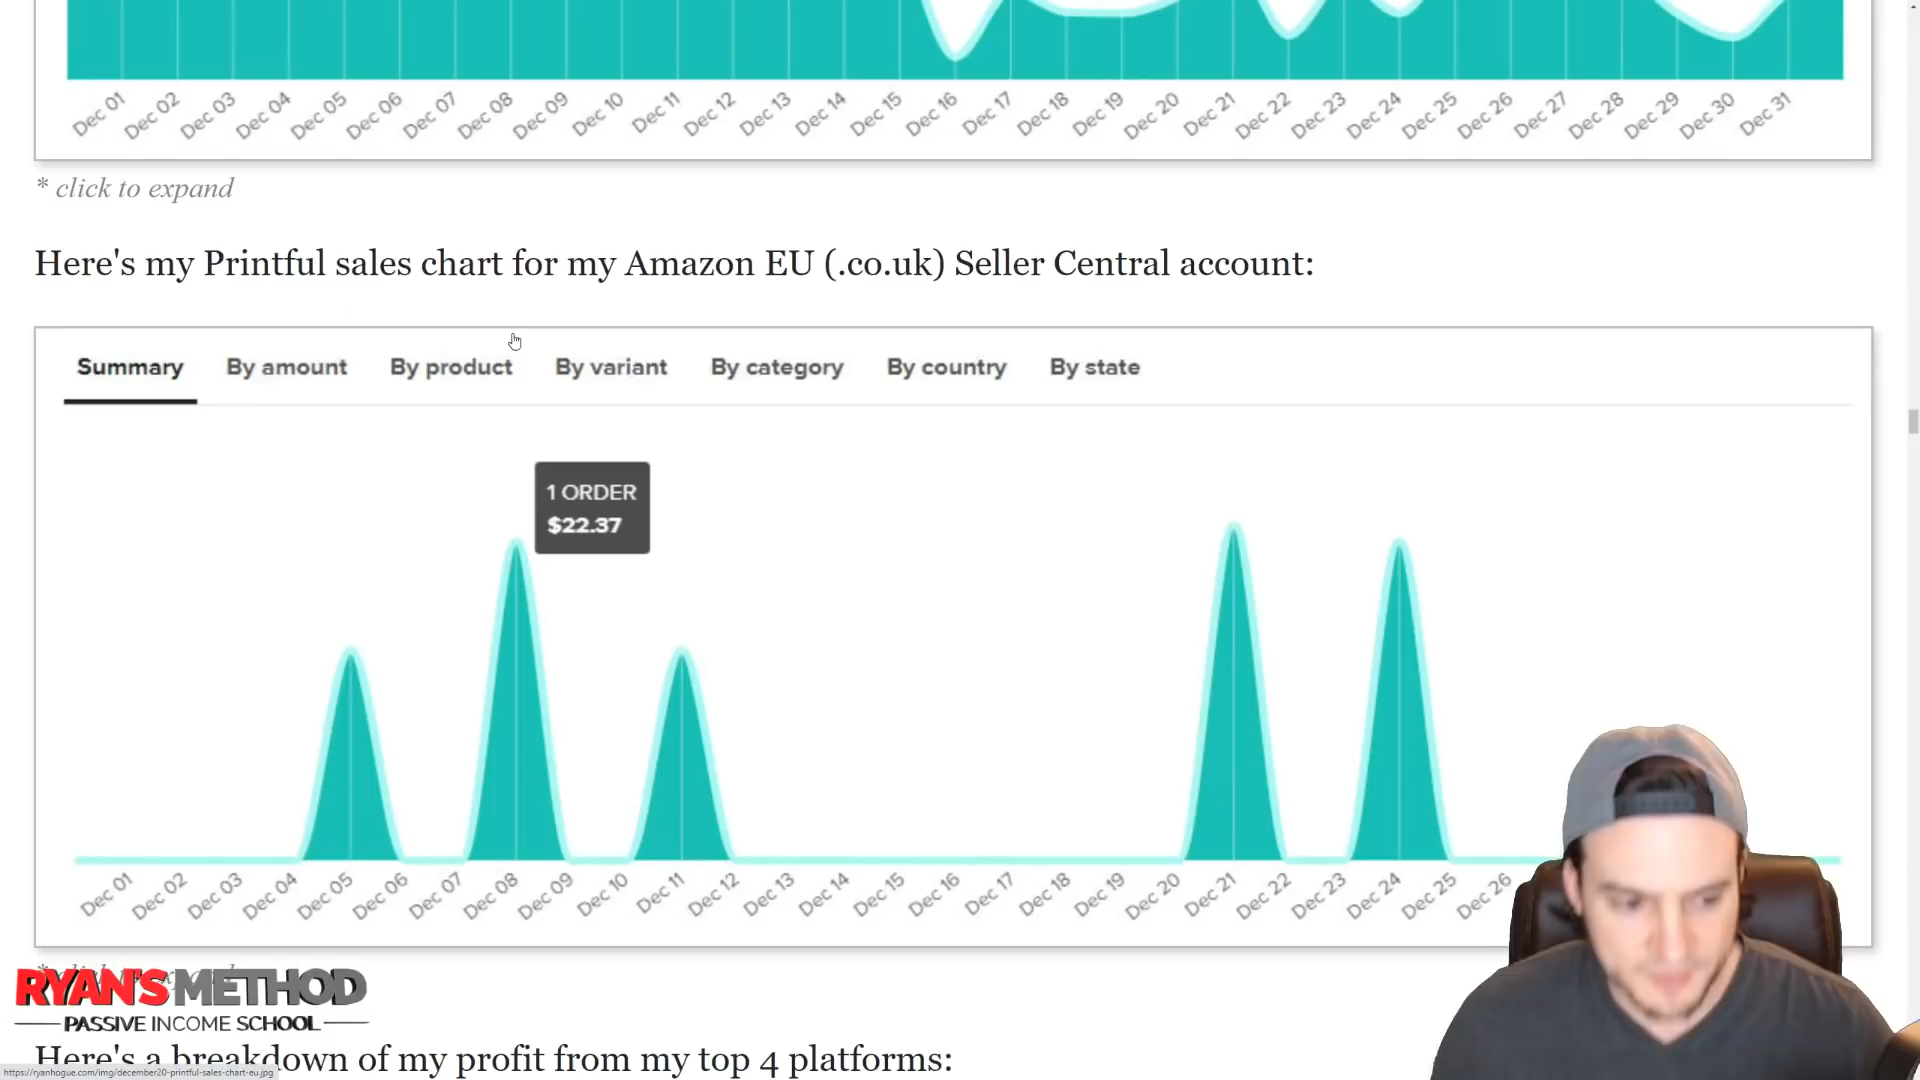 Dec 01 Dec 02 Dec 03 Dec 04 Dec 05 Dec 06 Dec 07 Dec 08 Dec 09 Dec 10 Dec 11 Dec 12 Dec 13 Dec 14 Dec 15 Dec 16 Dec 17 Dec 18 Dec 19 Dec 20 Dec 21 Dec 22 Dec 23 Dec 24 Dec 25 Dec 26 Dec 27 Dec 28 Dec 29 Dec 30 Dec 31
* click to expand
Here's my Printful sales chart for my Amazon EU (.co.uk) Seller Central account:
Summary By amount By product By variant By category By country By state
1 ORDER
$22.37
Dec 01 Dec 02 Dec 03 Dec 04 Dec 05 Dec 06 Dec 07 Dec 08 Dec 09 Dec 10 Dec 11 Dec 12 Dec 13 Dec 14 Dec 15 Dec 16 Dec 17 Dec 18 Dec 19 Dec 20 Dec 21 Dec 22 Dec 23 Dec 24 Dec 25 Dec 26
RYAN'S METHOD
PASSIVE INCOME SCHOOL
Here's a breakdown of my profit from my top 4 platforms:
https://ryanhogue.com/img/december20-printful-sales-chart-eu.jpg